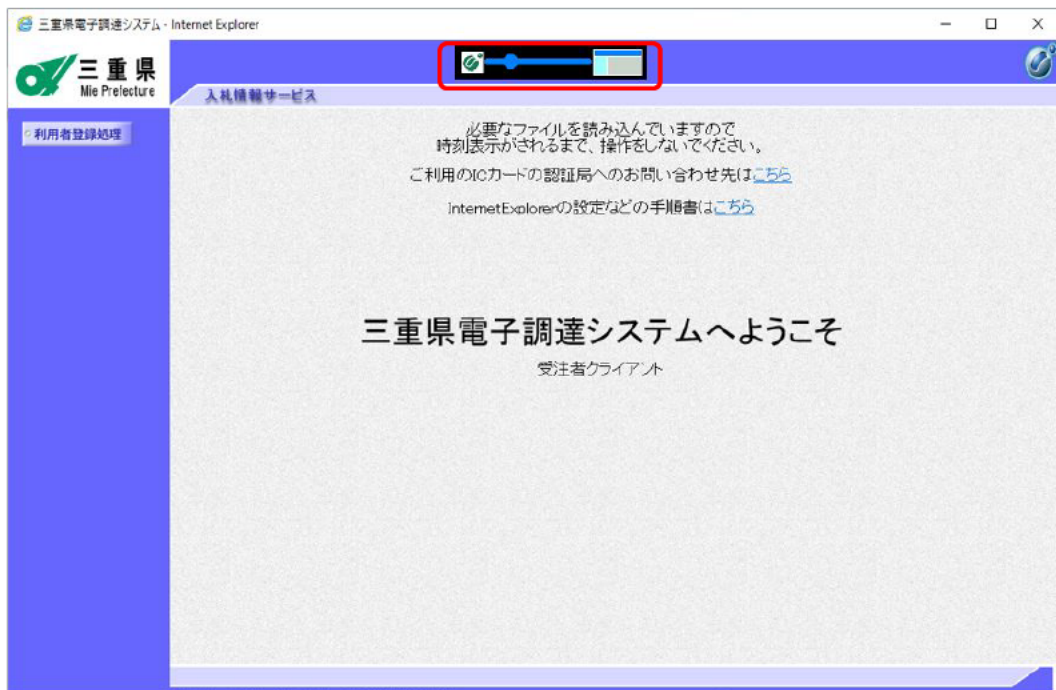 三重県電子調達システム - Internet Explorer
三重県
Mie Prefecture
入札情報サービス
利用者登録処理
必要なファイルを読み込んでいますので
時刻表示がされるまで、操作をしないでください。
ご利用のICカードの認証局へのお問い合わせ先はこちら
InternetExplorerの設定などの手順書はこちら
三重県電子調達システムへようこそ
受注者クライアント